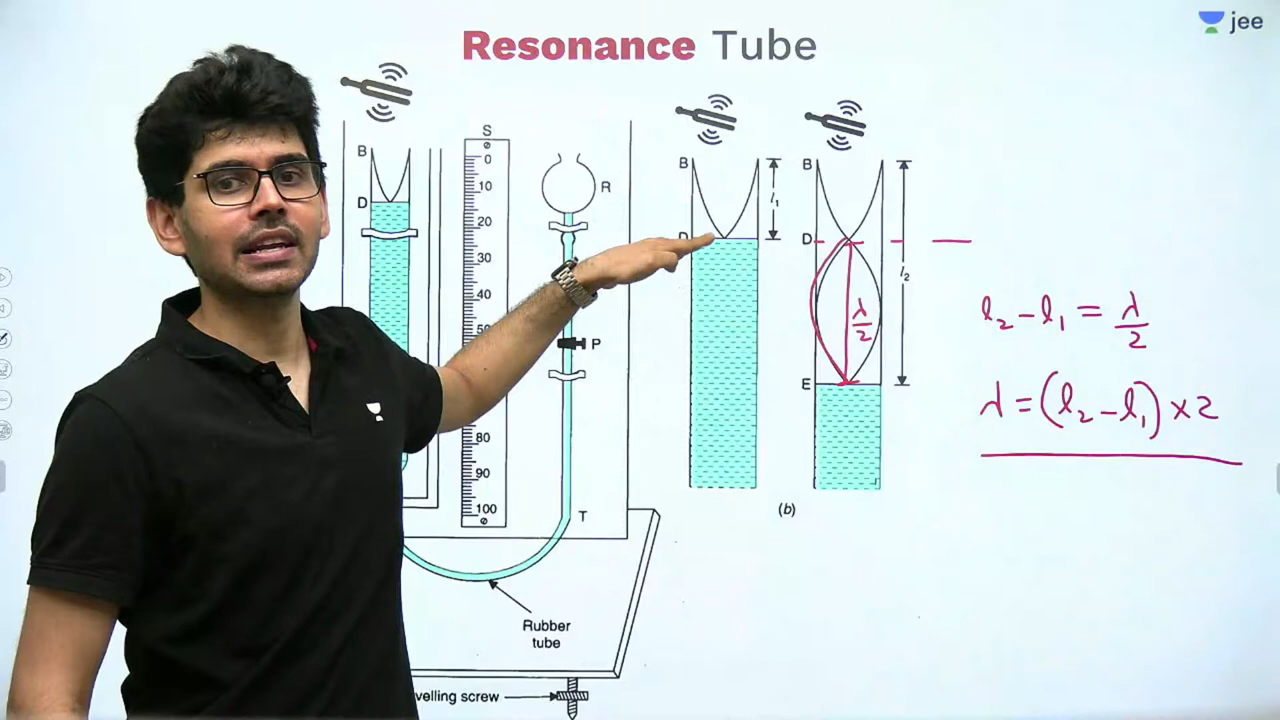 jee
Resonance Tube
B
D
S
0
10
20
30
40
80
90
100
R
P
T
Rubber
tube
velling screw
B
l₁
B
D
E
l₂
λ/2
(b)
l₂ - l₁ = λ/2
λ = (l₂ - l₁) × 2